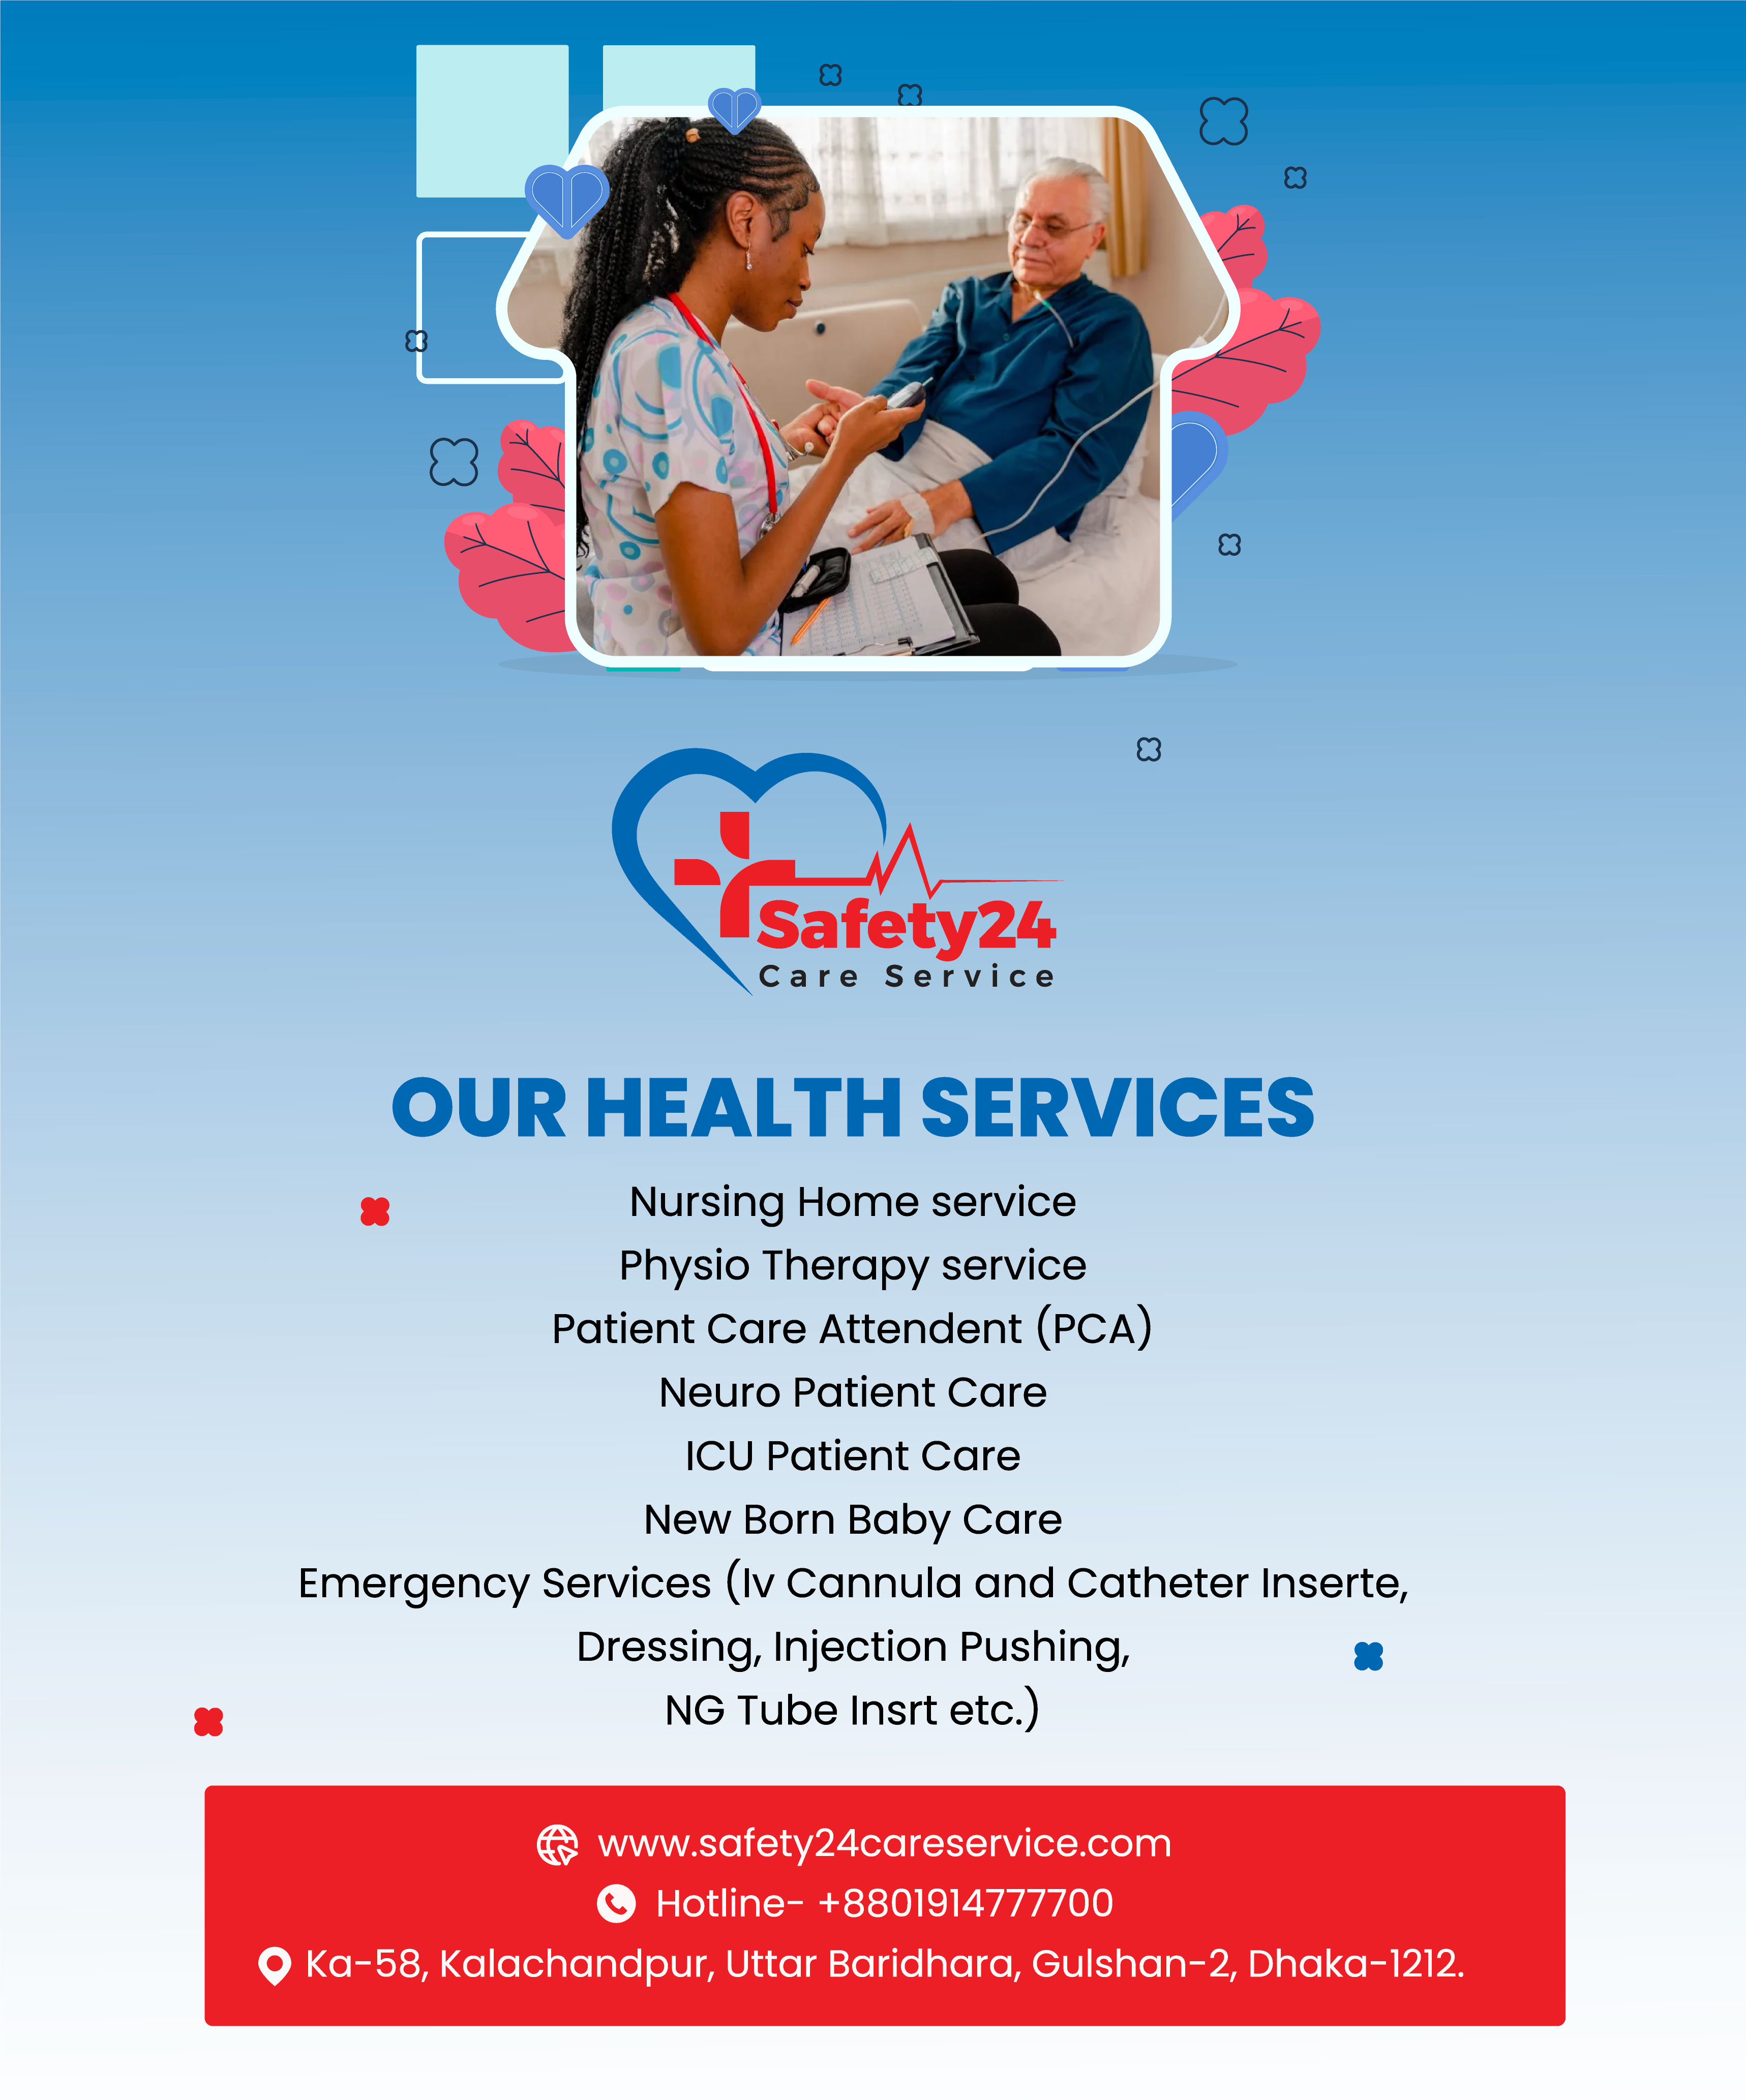 Safety24
Care Service
OUR HEALTH SERVICES
Nursing Home service
Physio Therapy service
Patient Care Attendent (PCA)
Neuro Patient Care
ICU Patient Care
New Born Baby Care
Emergency Services (Iv Cannula and Catheter Inserte,
Dressing, Injection Pushing,
NG Tube Insrt etc.)
www.safety24careservice.com
Hotline- +8801914777700
Ka-58, Kalachandpur, Uttar Baridhara, Gulshan-2, Dhaka-1212.